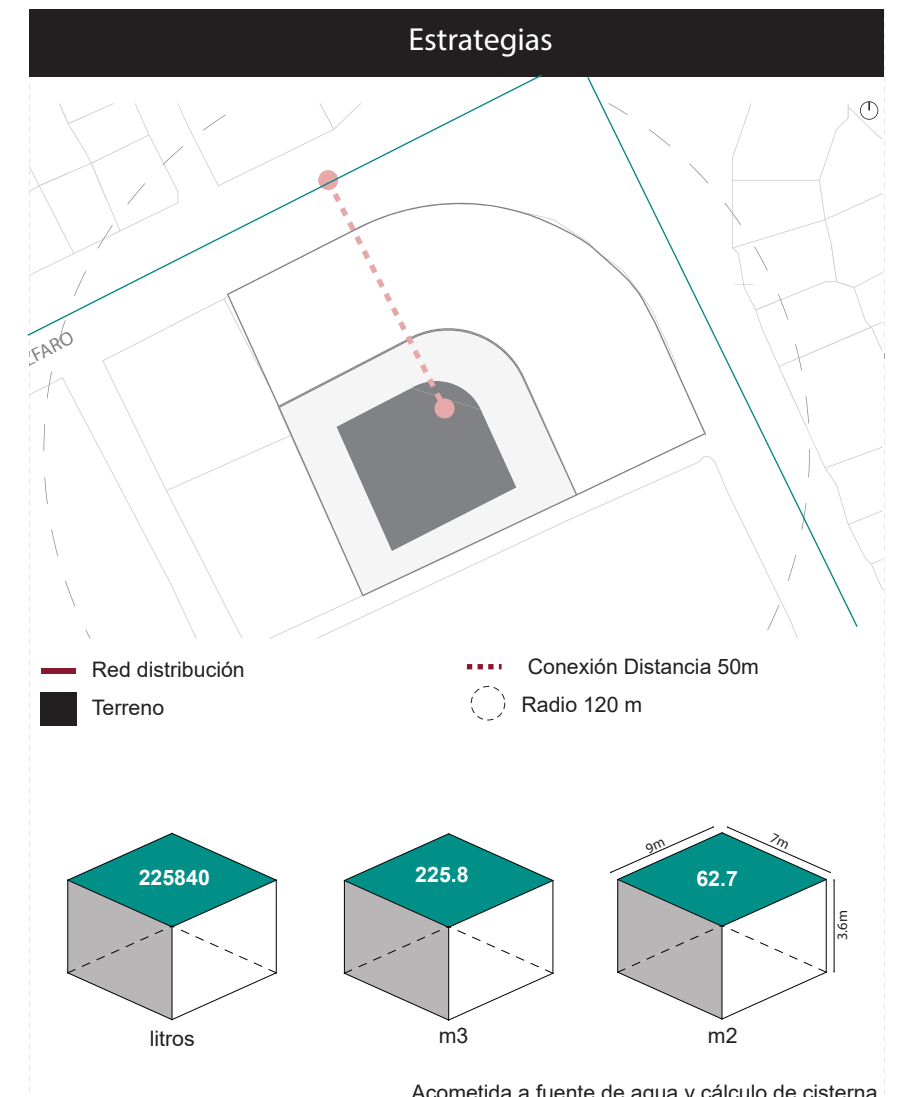 Estrategias
FARO
Red distribución
Conexión Distancia 50m
Terreno
Radio 120 m
225840
225.8
9m
7m
62.7
3.6m
litros
m3
m2
Acometida a fuente de agua y cálculo de cisterna